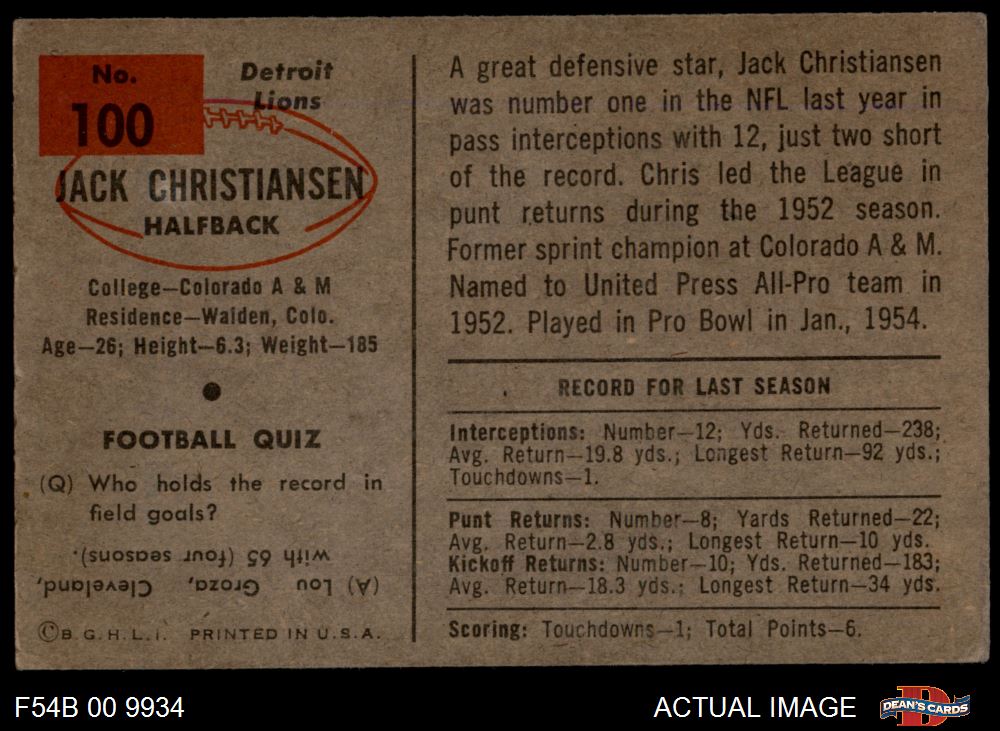 No.
100
Detroit
Lions
JACK CHRISTIANSEN
HALFBACK
College—Colorado A & M
Residence—Walden, Colo.
Age—26; Height—6.3; Weight—185
FOOTBALL QUIZ
(Q) Who holds the record in
field goals?
(A) Lou Groza, Cleveland,
with 65 (four seasons).
©B.G.H.L.I. PRINTED IN U.S.A.
A great defensive star, Jack Christiansen
was number one in the NFL last year in
pass interceptions with 12, just two short
of the record. Chris led the League in
punt returns during the 1952 season.
Former sprint champion at Colorado A & M.
Named to United Press All-Pro team in
1952. Played in Pro Bowl in Jan., 1954.
RECORD FOR LAST SEASON
Interceptions: Number—12; Yds. Returned—238;
Avg. Return—19.8 yds.; Longest Return—92 yds.;
Touchdowns—1.
Punt Returns: Number—8; Yards Returned—22;
Avg. Return—2.8 yds.; Longest Return—10 yds.
Kickoff Returns: Number—10; Yds. Returned—183;
Avg. Return—18.3 yds.; Longest Return—34 yds.
Scoring: Touchdowns—1; Total Points—6.
F54B 00 9934
ACTUAL IMAGE
D
DEAN'S CARDS